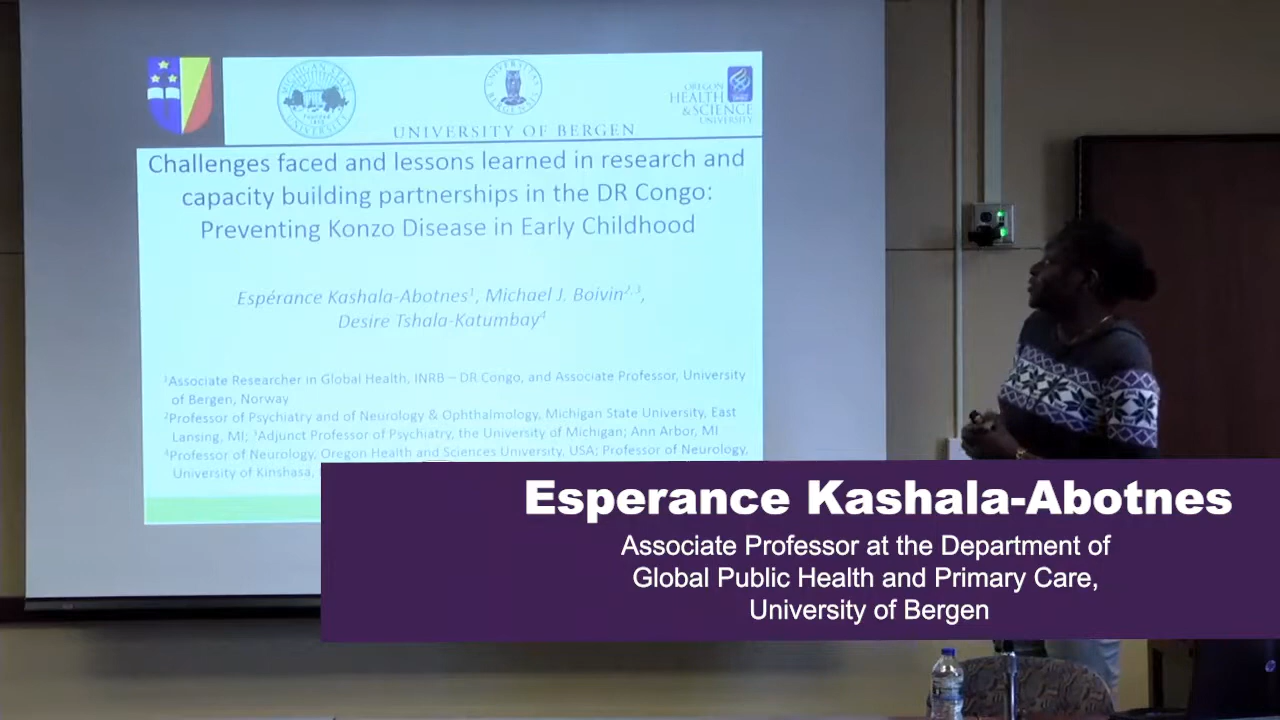 MICHIGAN STATE UNIVERSITY
UNIVERSITAS BERGENSIS
UNIVERSITY OF BERGEN
OREGON
HEALTH
& SCIENCE
UNIVERSITY
Challenges faced and lessons learned in research and
capacity building partnerships in the DR Congo:
Preventing Konzo Disease in Early Childhood
Espérance Kashala-Abotnes¹, Michael J. Boivin²,³,
Desire Tshala-Katumbay⁴
¹Associate Researcher in Global Health, INRB – DR Congo, and Associate Professor, University
of Bergen, Norway
²Professor of Psychiatry and of Neurology & Ophthalmology, Michigan State University, East
Lansing, MI; ³Adjunct Professor of Psychiatry, the University of Michigan; Ann Arbor, MI
⁴Professor of Neurology, Oregon Health and Sciences University, USA; Professor of Neurology,
University of Kinshasa,
Esperance Kashala-Abotnes
Associate Professor at the Department of
Global Public Health and Primary Care,
University of Bergen